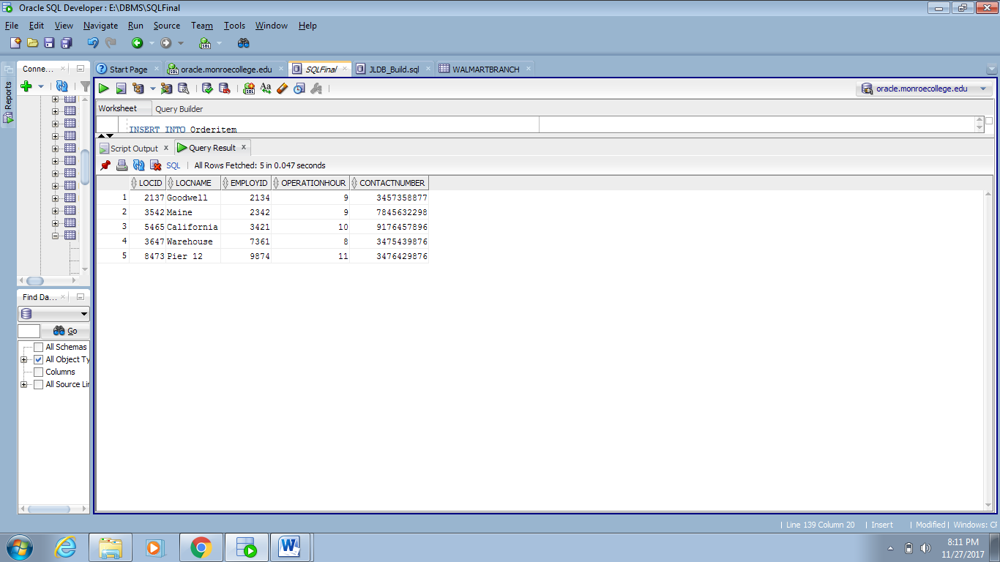 Oracle SQL Developer : E:\DBMS\SQLFinal
File Edit View Navigate Run Source Team Tools Window Help
Conne... × Start Page × oracle.monroecollege.edu × SQLFinal × JLDB_Build.sql × WALMARTBRANCH ×
Reports
oracle.monroecollege.edu
Worksheet Query Builder
INSERT INTO Orderitem
Script Output × Query Result ×
SQL | All Rows Fetched: 5 in 0.047 seconds
LOCID LOCNAME EMPLOYID OPERATIONHOUR CONTACTNUMBER
1 2137 Goodwell 2134 9 3457358877
2 3542 Maine 2342 9 7845632298
3 5465 California 3421 10 9176457896
4 3647 Warehouse 7361 8 3475439876
5 8473 Pier 12 9874 11 3476429876
Find Da... ×
Go
All Schemas
All Object Ty
Columns
All Source Lin
| Line 139 Column 20 | Insert | Modified | Windows: CF
8:11 PM
11/27/2017